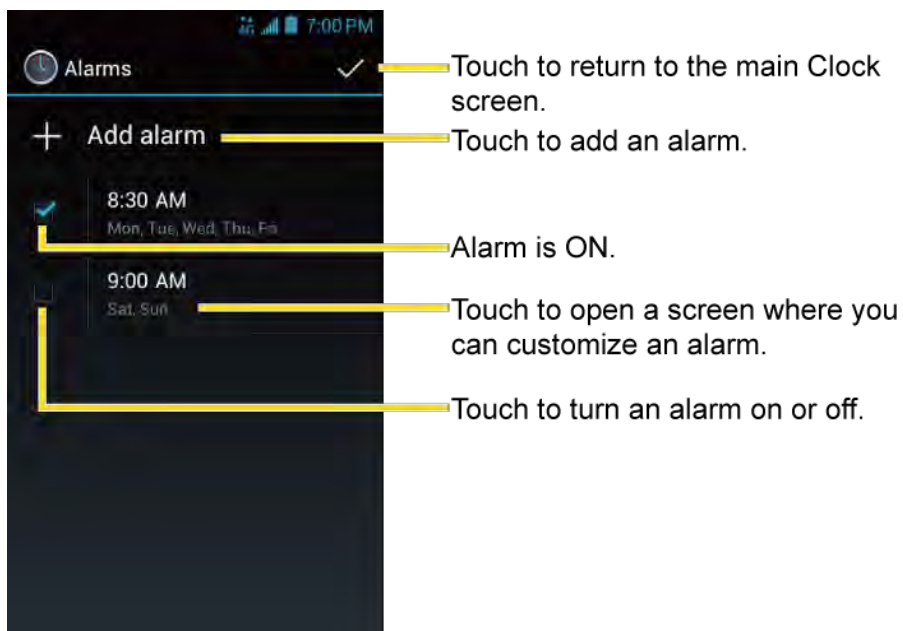 4G 7:00 PM
Alarms
Touch to return to the main Clock
screen.
Add alarm
Touch to add an alarm.
8:30 AM
Mon, Tue, Wed, Thu, Fri
Alarm is ON.
9:00 AM
Sat, Sun
Touch to open a screen where you
can customize an alarm.
Touch to turn an alarm on or off.